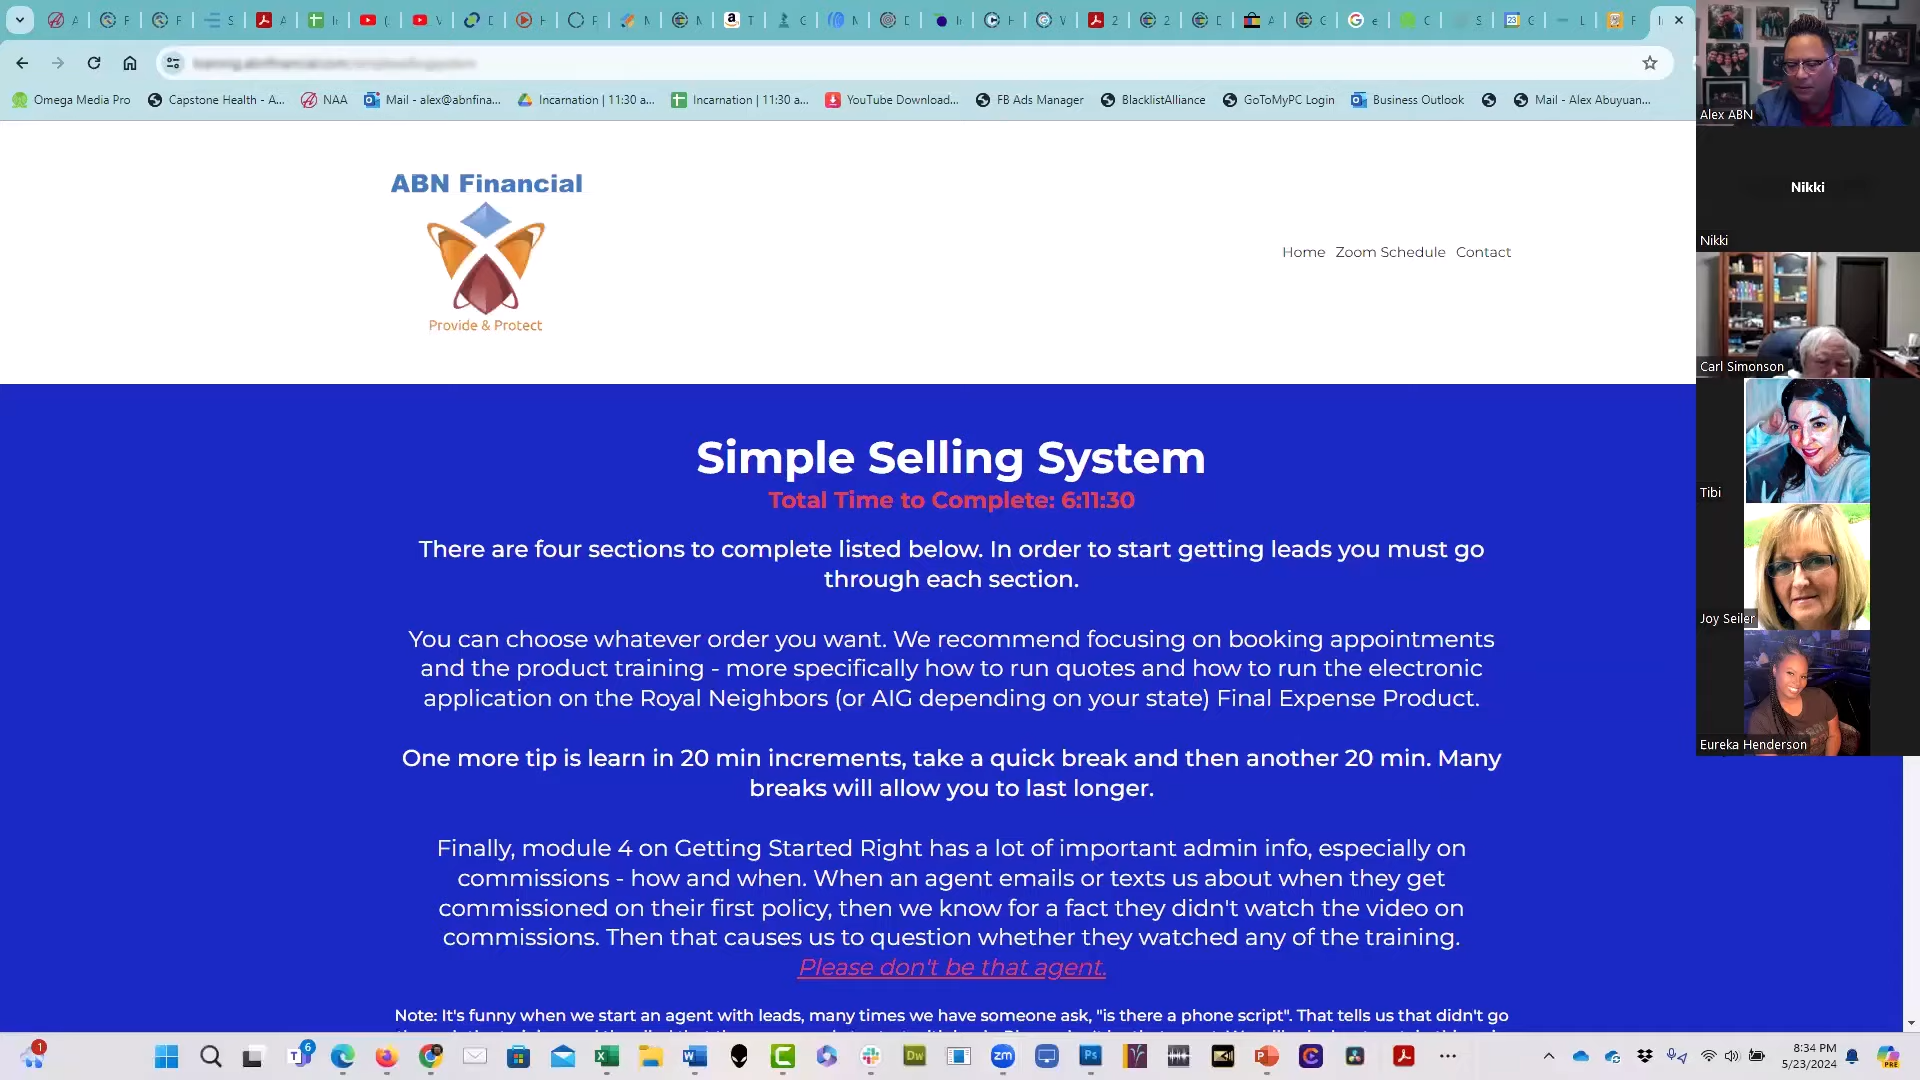 Omega Media Pro
Capstone Health - A...
NAA
Mail - alex@abnfina...
Incarnation | 11:30 a...
Incarnation | 11:30 a...
YouTube Download...
FB Ads Manager
BlacklistAlliance
GoToMyPC Login
Business Outlook
Mail - Alex Abuyuan...
ABN Financial
Provide & Protect
Home Zoom Schedule Contact
Simple Selling System
Total Time to Complete: 6:11:30
There are four sections to complete listed below. In order to start getting leads you must go
through each section.
You can choose whatever order you want. We recommend focusing on booking appointments
and the product training - more specifically how to run quotes and how to run the electronic
application on the Royal Neighbors (or AIG depending on your state) Final Expense Product.
One more tip is learn in 20 min increments, take a quick break and then another 20 min. Many
breaks will allow you to last longer.
Finally, module 4 on Getting Started Right has a lot of important admin info, especially on
commissions - how and when. When an agent emails or texts us about when they get
commissioned on their first policy, then we know for a fact they didn't watch the video on
commissions. Then that causes us to question whether they watched any of the training.
Please don't be that agent.
Note: It's funny when we start an agent with leads, many times we have someone ask, "is there a phone script". That tells us that didn't go
Alex ABN
Nikki
Nikki
Carl Simonson
Tibi
Joy Seiler
Eureka Henderson
8:34 PM
5/23/2024